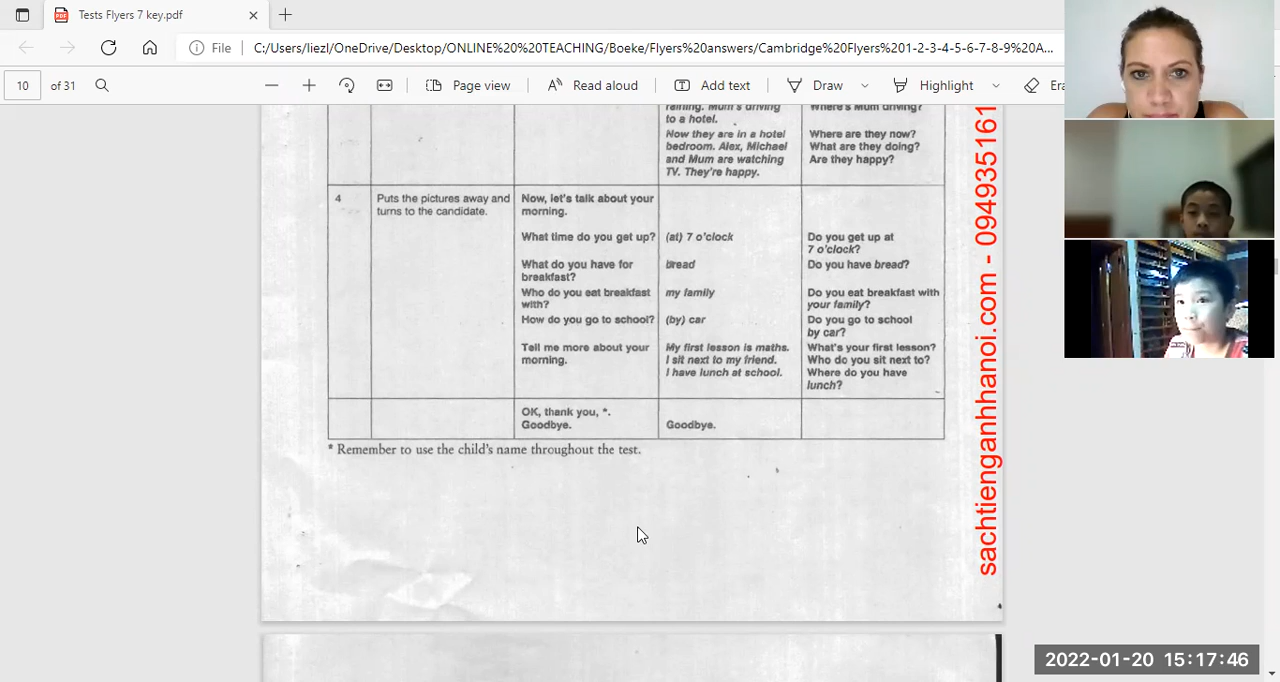 Tests Flyers 7 key.pdf
File
C:/Users/liezl/OneDrive/Desktop/ONLINE%20%20TEACHING/Boeke/Flyers%20answers/Cambridge%20Flyers%201-2-3-4-5-6-7-8-9%20A...
10 of 31
Page view
Read aloud
Add text
Draw
Highlight
Era
raining. Mum's driving
to a hotel.
Where's Mum driving?
Now they are in a hotel
bedroom. Alex, Michael
and Mum are watching
TV. They're happy.
Where are they now?
What are they doing?
Are they happy?
4
Puts the pictures away and
turns to the candidate.
Now, let's talk about your
morning.
What time do you get up?
(at) 7 o'clock
Do you get up at
7 o'clock?
What do you have for
breakfast?
bread
Do you have bread?
Who do you eat breakfast
with?
my family
Do you eat breakfast with
your family?
How do you go to school?
(by) car
Do you go to school
by car?
Tell me more about your
morning.
My first lesson is maths.
I sit next to my friend.
I have lunch at school.
What's your first lesson?
Who do you sit next to?
Where do you have
lunch?
OK, thank you, *.
Goodbye.
Goodbye.
* Remember to use the child's name throughout the test.
sachtienganhhanoi.com - 094935161
2022-01-20 15:17:46